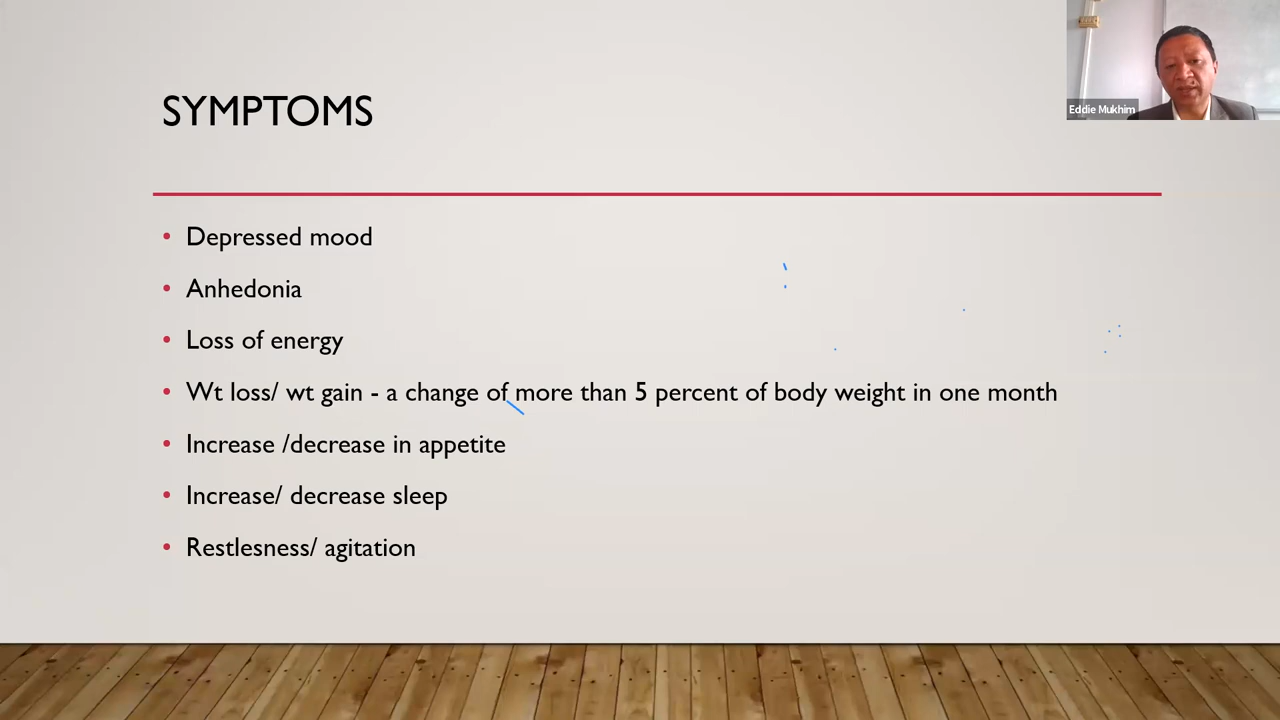 Eddie Mukhim
SYMPTOMS
• Depressed mood
• Anhedonia
• Loss of energy
• Wt loss/ wt gain - a change of more than 5 percent of body weight in one month
• Increase /decrease in appetite
• Increase/ decrease sleep
• Restlesness/ agitation